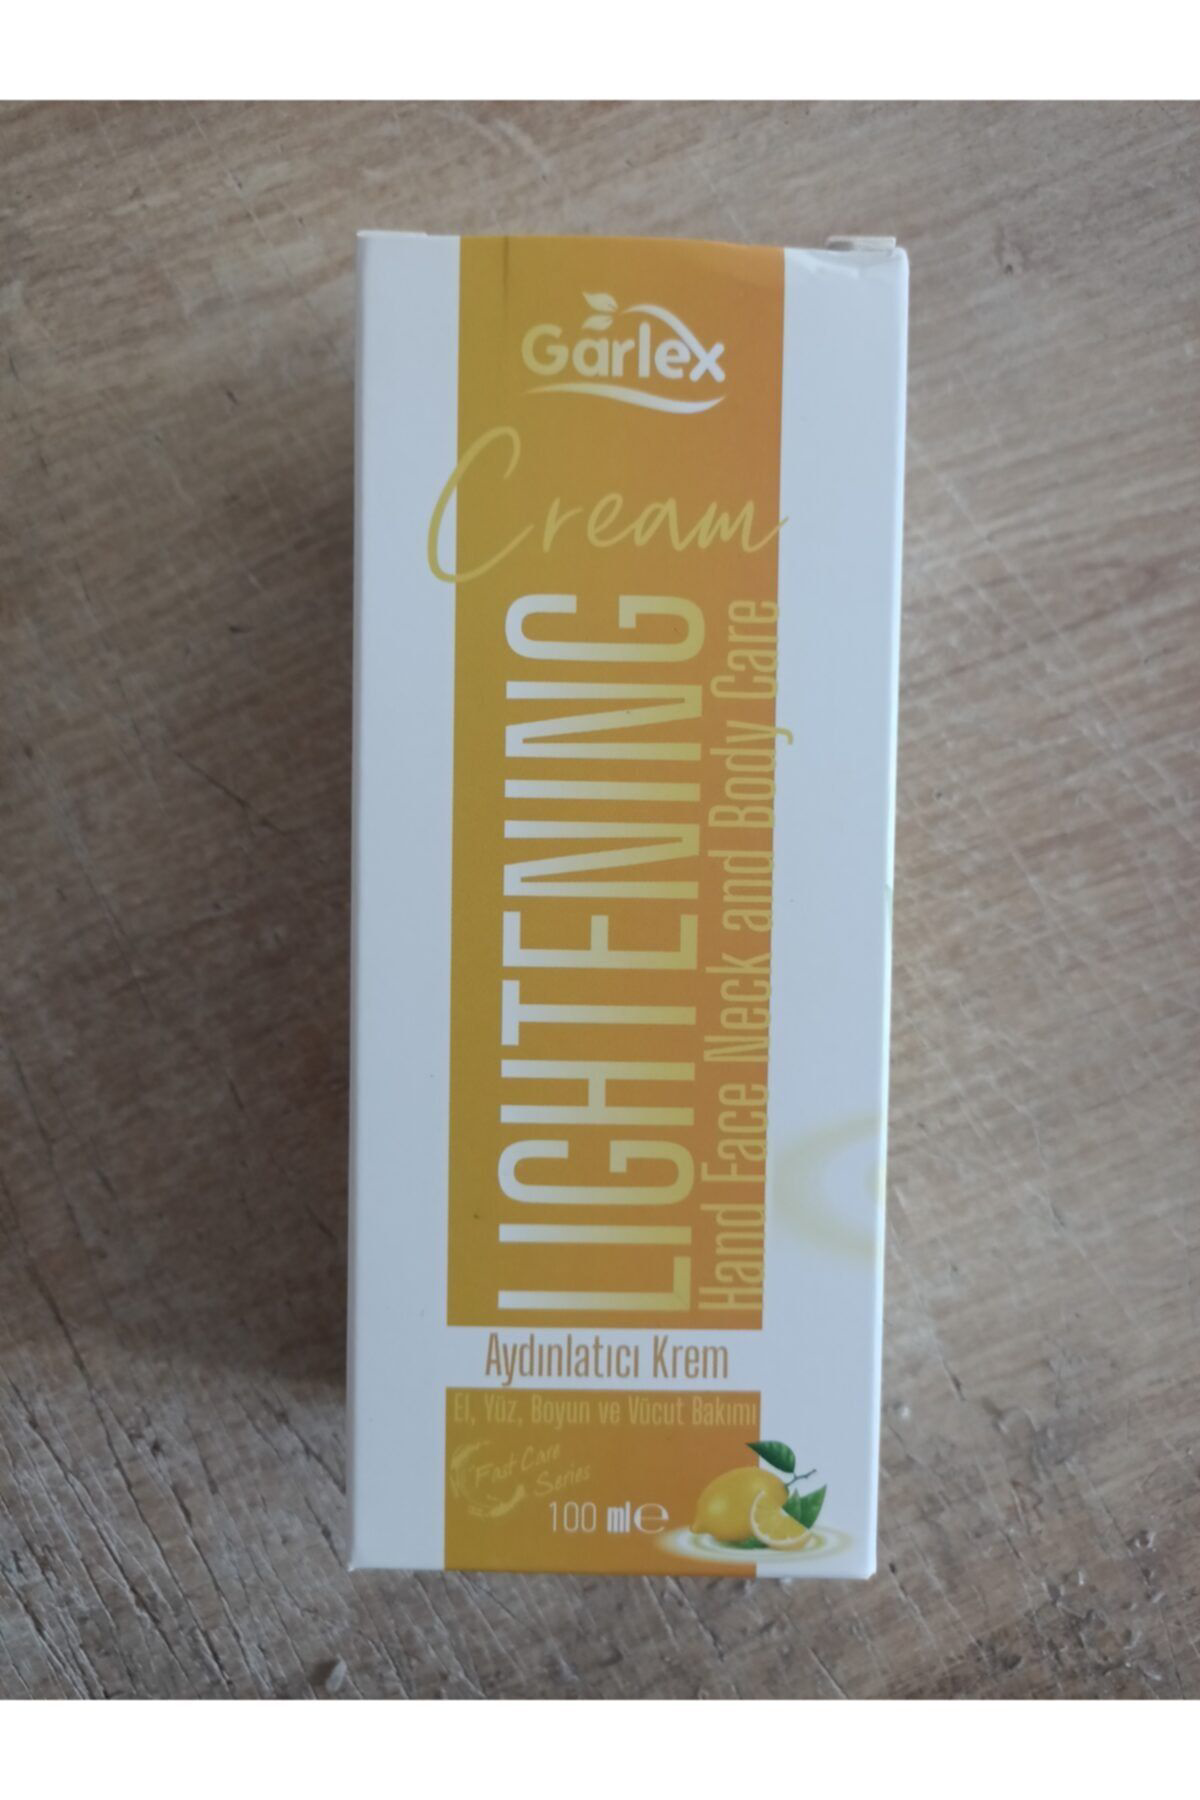 Garlex
Cream
LIGHTENING
Hand Face Neck and Body Care
Aydınlatıcı Krem
El, Yüz, Boyun ve Vücut Bakımı
Fast Care
Series
100 ml ℮